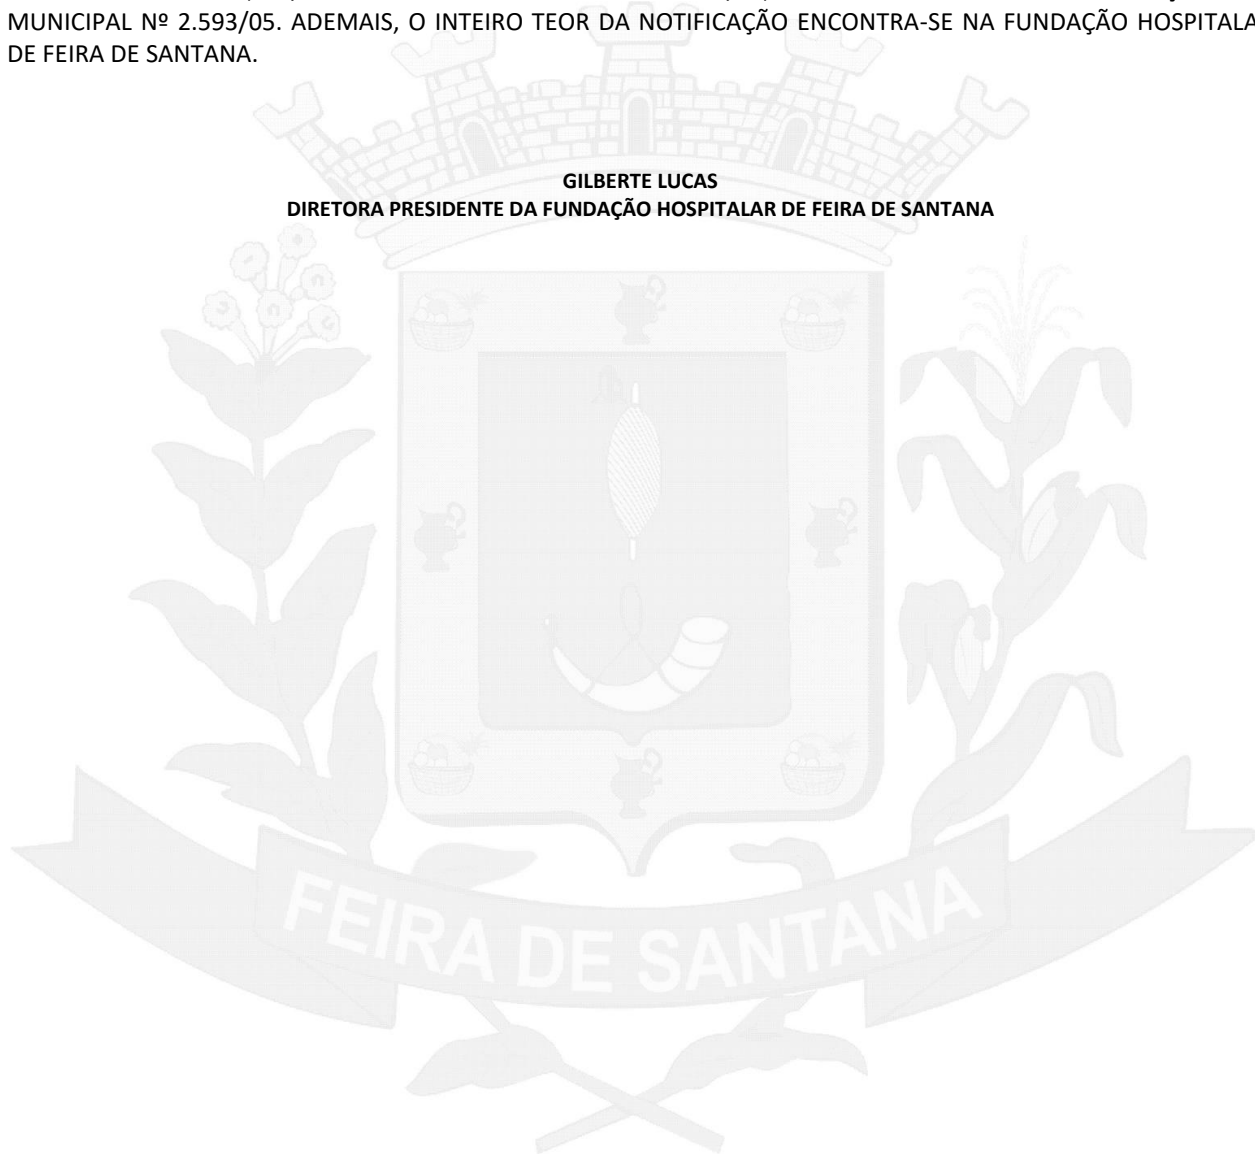 MUNICIPAL Nº 2.593/05. ADEMAIS, O INTEIRO TEOR DA NOTIFICAÇÃO ENCONTRA-SE NA FUNDAÇÃO HOSPITALA
DE FEIRA DE SANTANA.
GILBERTE LUCAS
DIRETORA PRESIDENTE DA FUNDAÇÃO HOSPITALAR DE FEIRA DE SANTANA
FEIRA DE SANTANA